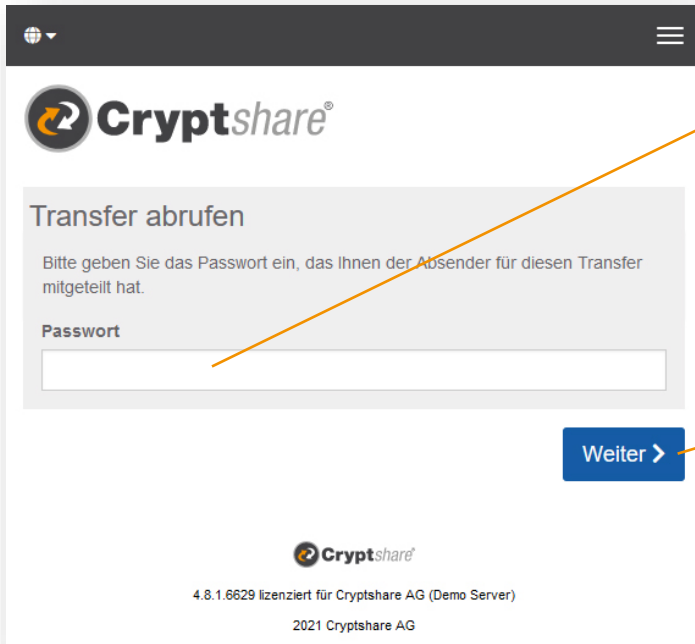 Cryptshare®
Transfer abrufen
Bitte geben Sie das Passwort ein, das Ihnen der Absender für diesen Transfer
mitgeteilt hat.
Passwort
Weiter
Cryptshare®
4.8.1.6629 lizenziert für Cryptshare AG (Demo Server)
2021 Cryptshare AG